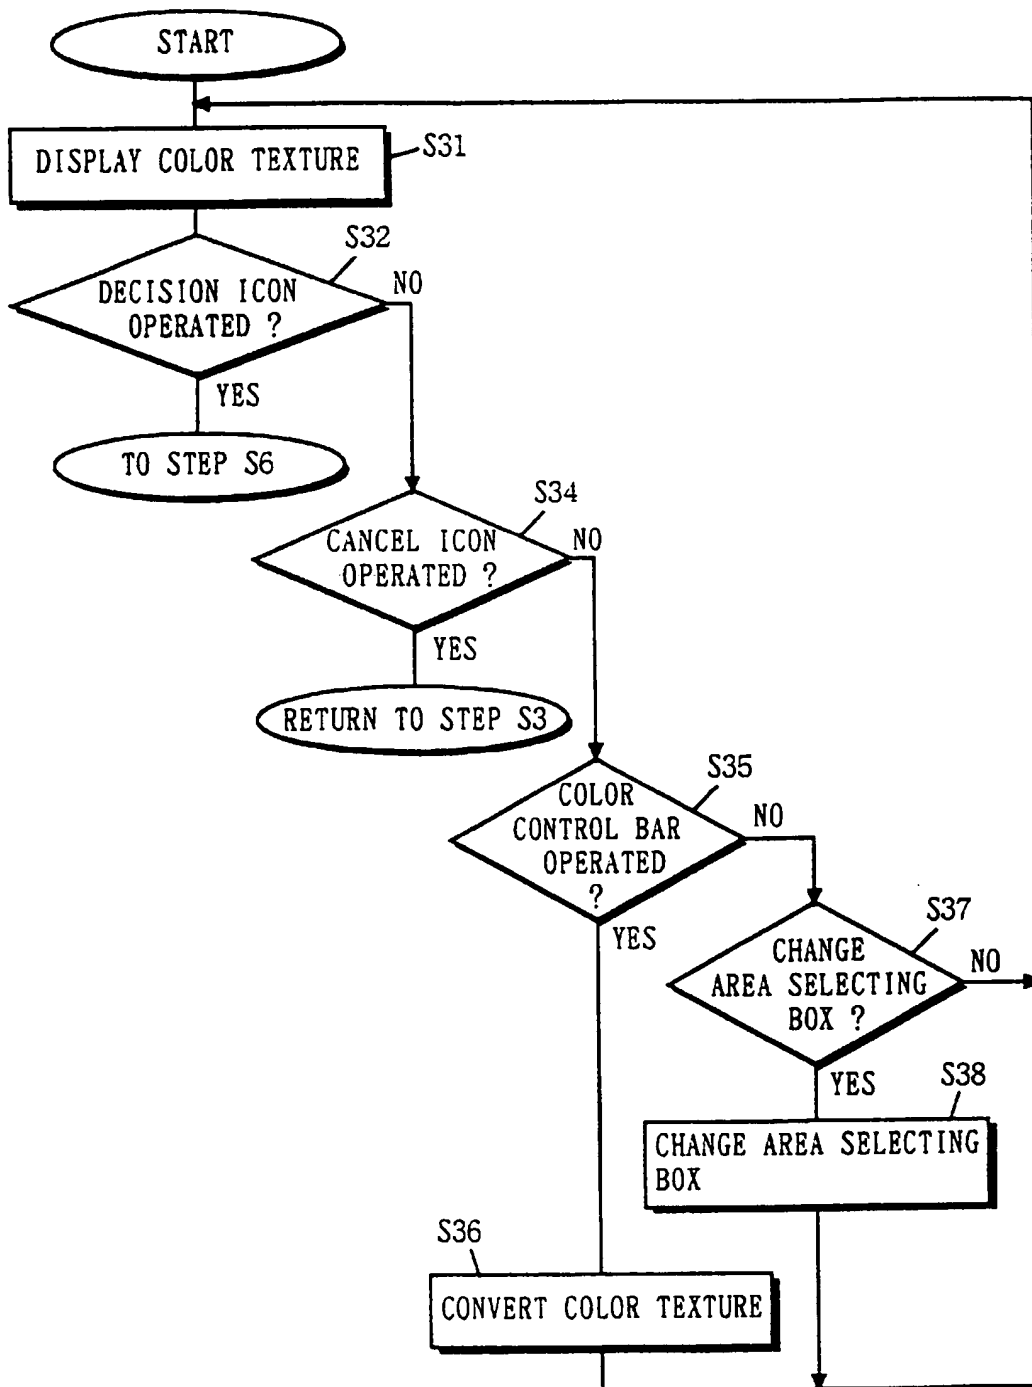 START
DISPLAY COLOR TEXTURE
S31
S32
DECISION ICON
OPERATED ?
NO
YES
TO STEP S6
S34
CANCEL ICON
OPERATED ?
NO
YES
RETURN TO STEP S3
S35
COLOR
CONTROL BAR
OPERATED
?
NO
YES
S37
CHANGE
AREA SELECTING
BOX ?
NO
YES
S38
CHANGE AREA SELECTING
BOX
S36
CONVERT COLOR TEXTURE